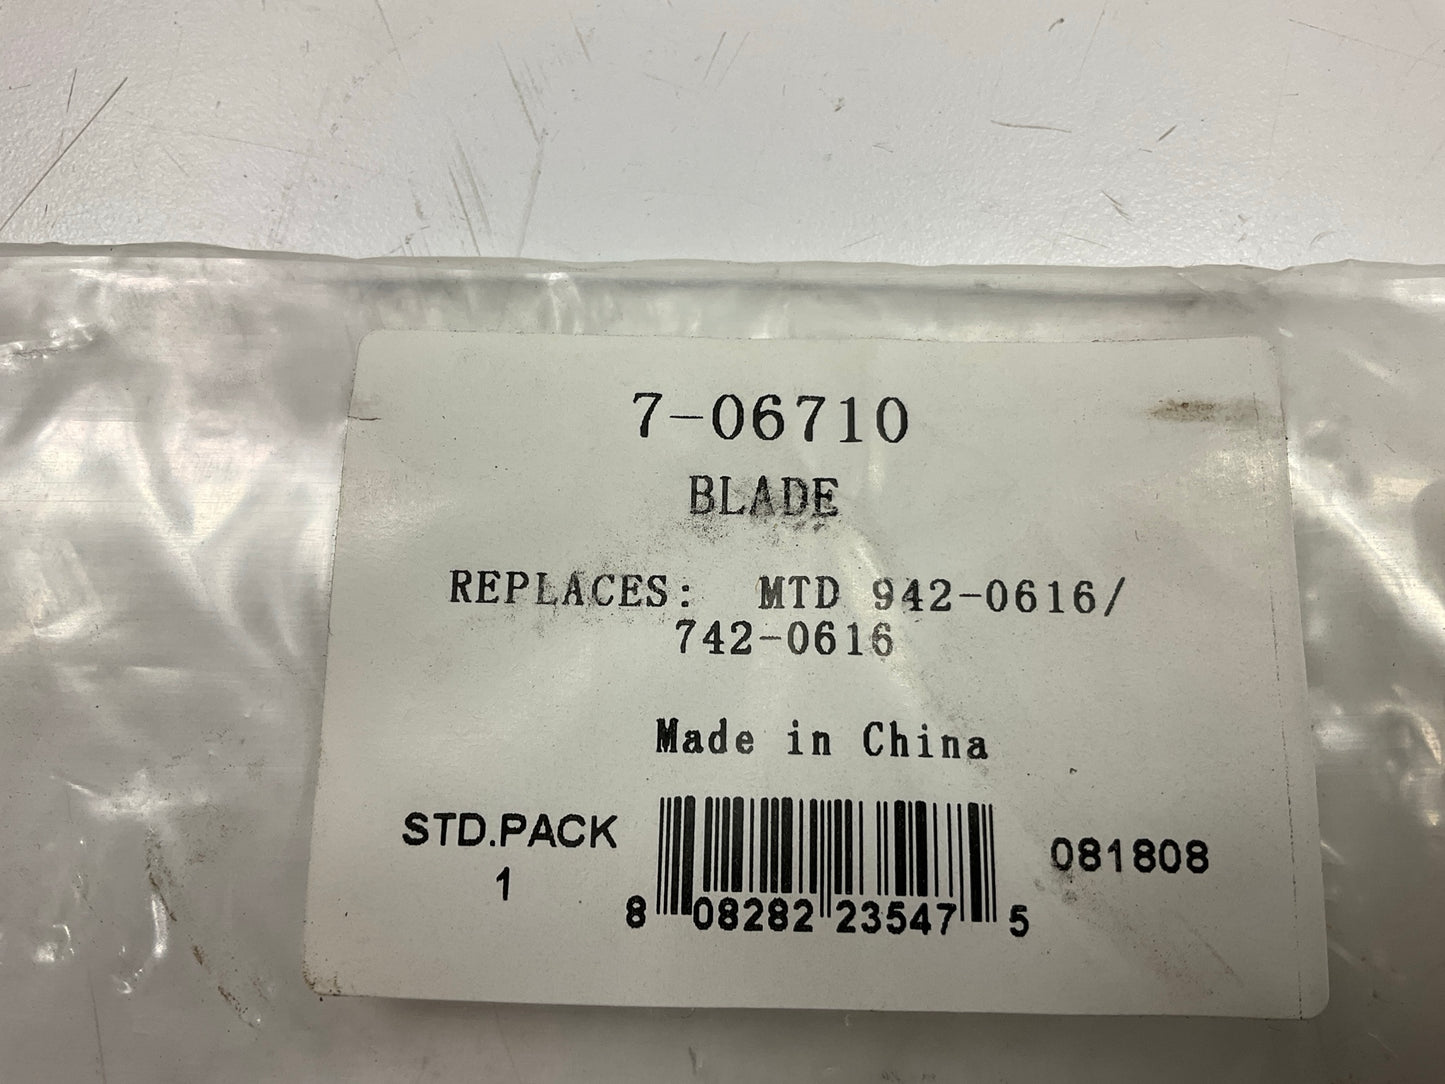 7-06710
BLADE
REPLACES: MTD 942-0616/
742-0616
Made in China
STD.PACK
1
8 08282 23547 5
081808